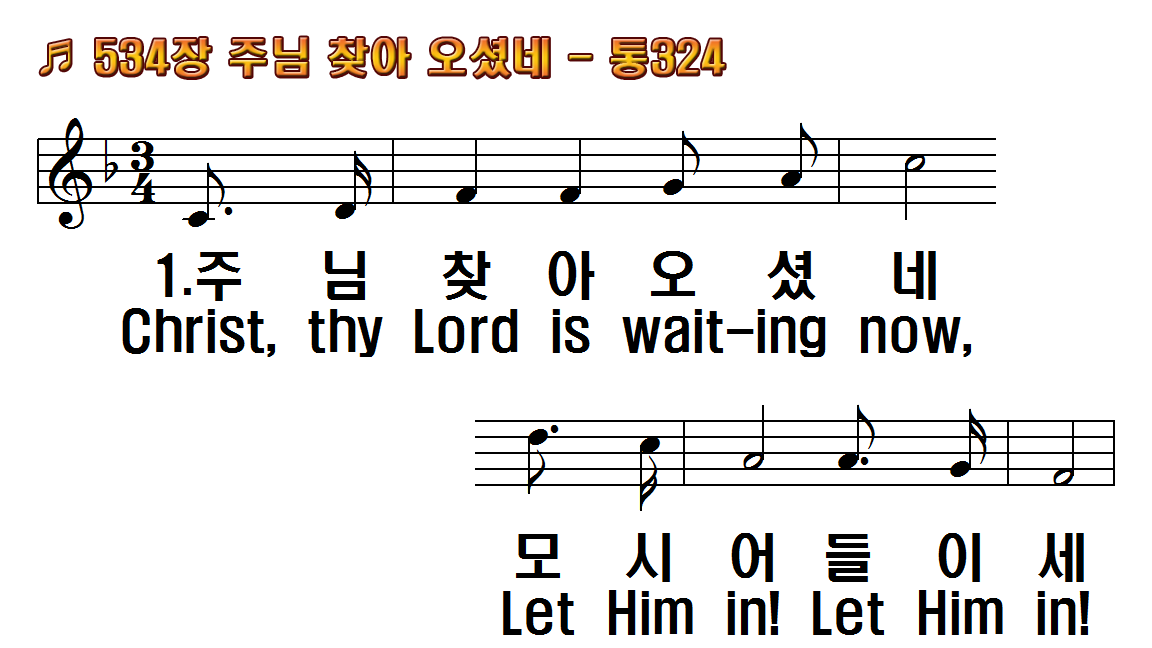 ♬ 534장 주님 찾아 오셨네 - 통324
3
4
1.주 님 찾 아 오 셨 네
Christ, thy Lord is wait-ing now,
모 시 어 들 이 세
Let Him in! Let Him in!